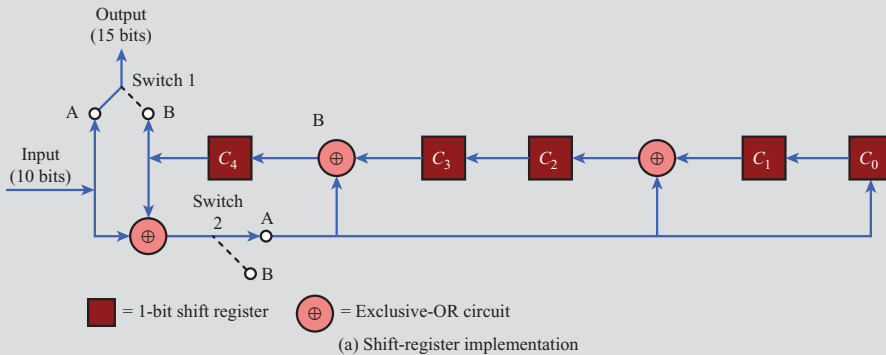 Output
(15 bits)
Switch 1
A
B
B
Input
(10 bits)
C4
C3
C2
C1
C0
⊕
⊕
Switch
2
A
⊕
B
= 1-bit shift register
⊕ = Exclusive-OR circuit
(a) Shift-register implementation